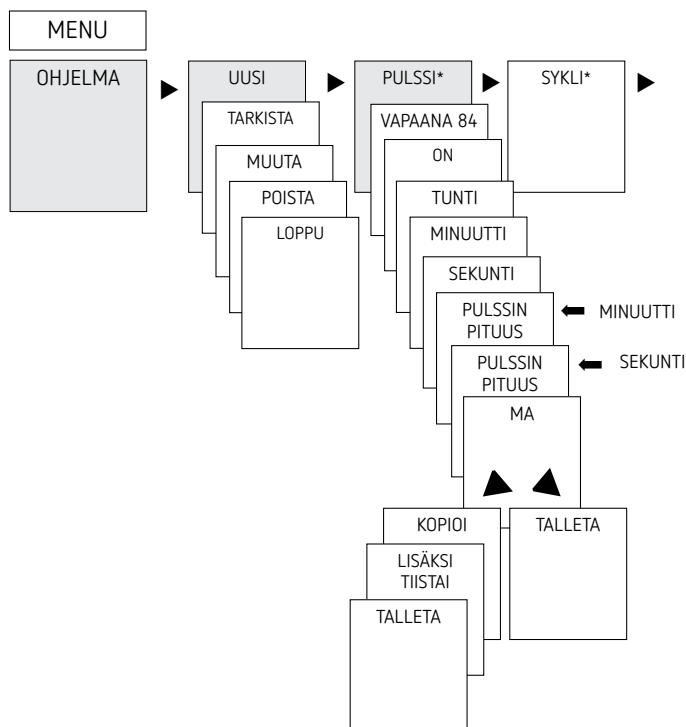 MENU
OHJELMA
UUSI
TARKISTA
MUUTA
POISTA
LOPPU
PULSSI*
VAPAANA 84
ON
TUNTI
MINUUTTI
SEKUNTI
PULSSIN
PITUUS
MINUUTTI
PULSSIN
PITUUS
SEKUNTI
MA
KOPIOI
LISÄKSI
TIISTAI
TALLETA
TALLETA
SYKLI*